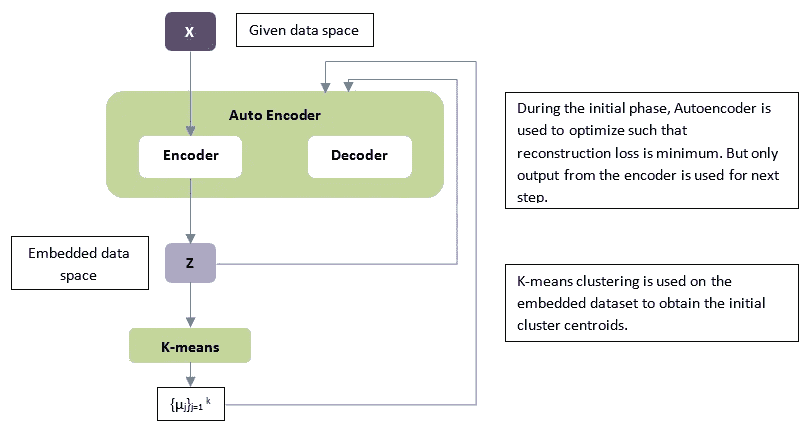 X
Given data space
Auto Encoder
Encoder
Decoder
During the initial phase, Autoencoder is
used to optimize such that
reconstruction loss is minimum. But only
output from the encoder is used for next
step.
Embedded data
space
Z
K-means clustering is used on the
embedded dataset to obtain the initial
cluster centroids.
K-means
{μⱼ}ⱼ₌₁ ᵏ